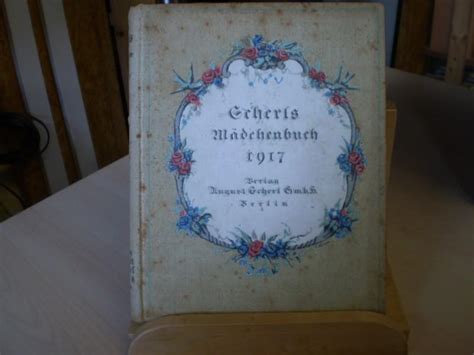 Scherls
Mädchenbuch
1917
Verlag
August Scherl G.m.b.H.
Berlin